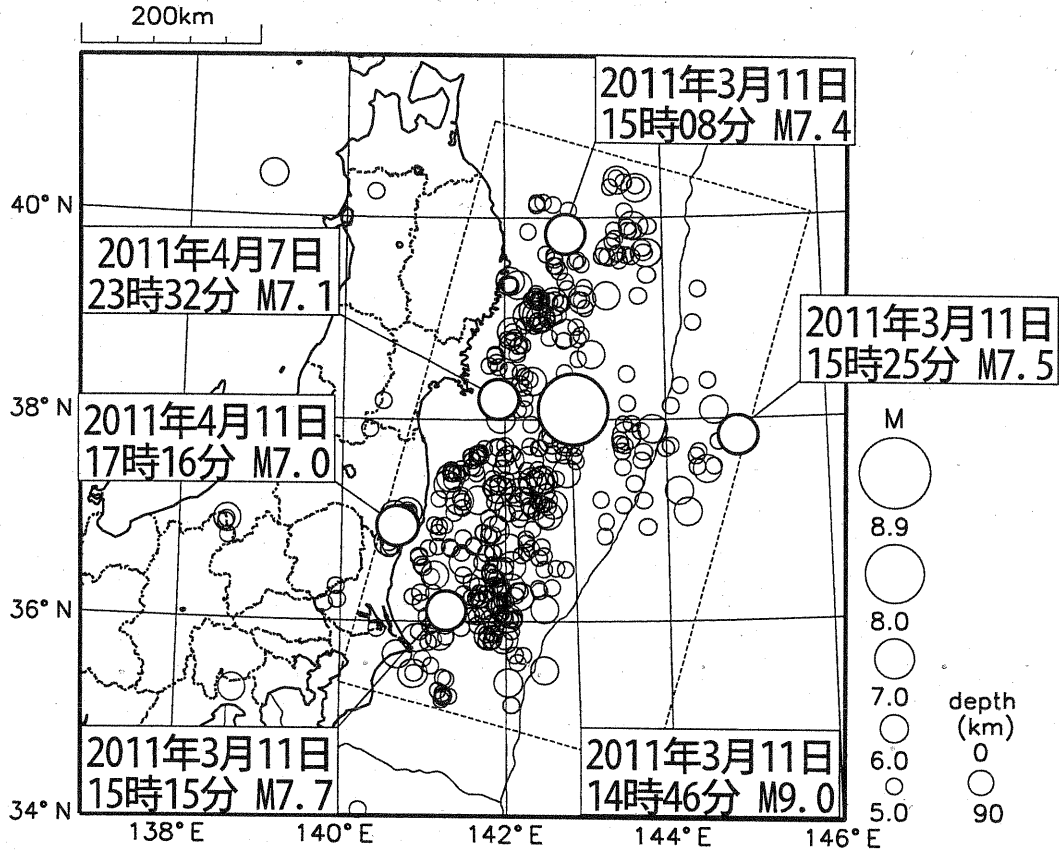 200km
2011年3月11日
15時08分 M7.4
40°N
2011年4月7日
23時32分 M7.1
2011年3月11日
15時25分 M7.5
38°N
2011年4月11日
17時16分 M7.0
M
8.9
8.0
7.0
6.0
5.0
depth
(km)
0
90
36°N
2011年3月11日
15時15分 M7.7
2011年3月11日
14時46分 M9.0
34°N
138°E
140°E
142°E
144°E
146°E